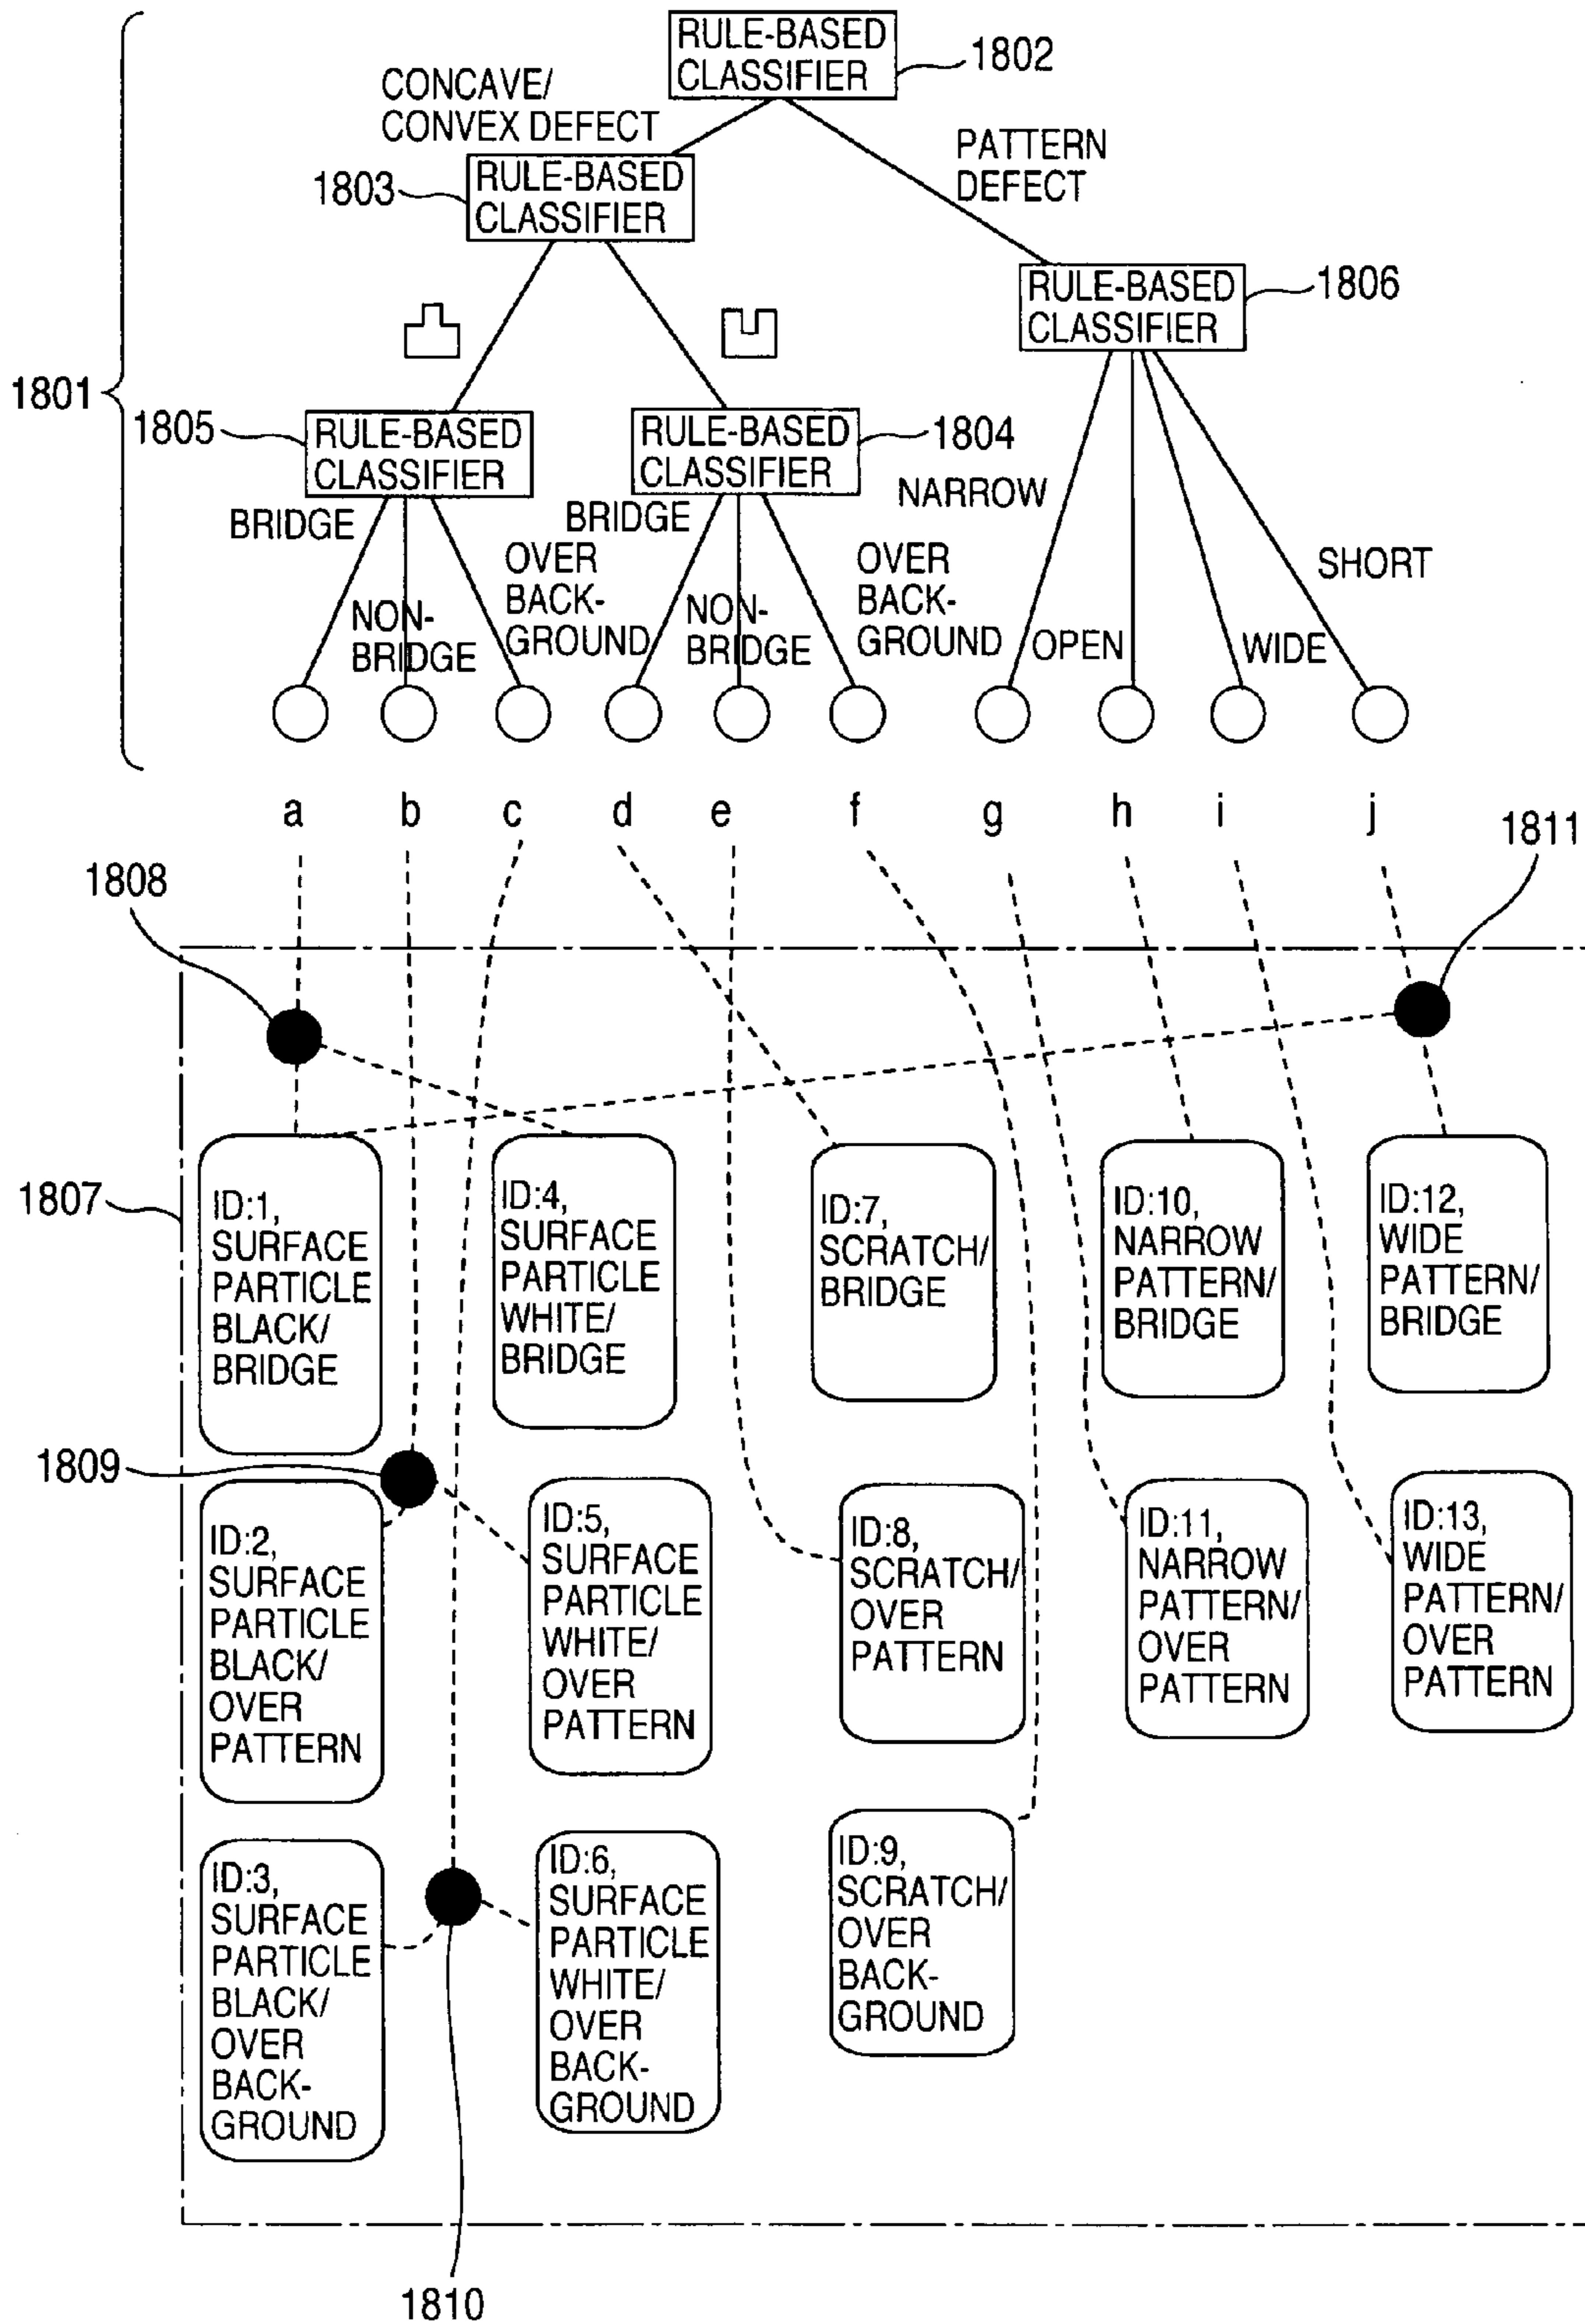 RULE-BASED
CLASSIFIER
1802
CONCAVE/
CONVEX DEFECT
PATTERN
DEFECT
1803
RULE-BASED
CLASSIFIER
RULE-BASED
CLASSIFIER
1806
1801
1805
RULE-BASED
CLASSIFIER
RULE-BASED
CLASSIFIER
1804
BRIDGE
NON-
BRIDGE
OVER
BACK-
GROUND
BRIDGE
NON-
BRIDGE
OVER
BACK-
GROUND
NARROW
OPEN
WIDE
SHORT
a b c d e f g h i j
1808
1811
1807
ID:1,
SURFACE
PARTICLE
BLACK/
BRIDGE
ID:4,
SURFACE
PARTICLE
WHITE/
BRIDGE
ID:7,
SCRATCH/
BRIDGE
ID:10,
NARROW
PATTERN/
BRIDGE
ID:12,
WIDE
PATTERN/
BRIDGE
1809
ID:2,
SURFACE
PARTICLE
BLACK/
OVER
PATTERN
ID:5,
SURFACE
PARTICLE
WHITE/
OVER
PATTERN
ID:8,
SCRATCH/
OVER
PATTERN
ID:11,
NARROW
PATTERN/
OVER
PATTERN
ID:13,
WIDE
PATTERN/
OVER
PATTERN
ID:3,
SURFACE
PARTICLE
BLACK/
OVER
BACK-
GROUND
ID:6,
SURFACE
PARTICLE
WHITE/
OVER
BACK-
GROUND
ID:9,
SCRATCH/
OVER
BACK-
GROUND
1810